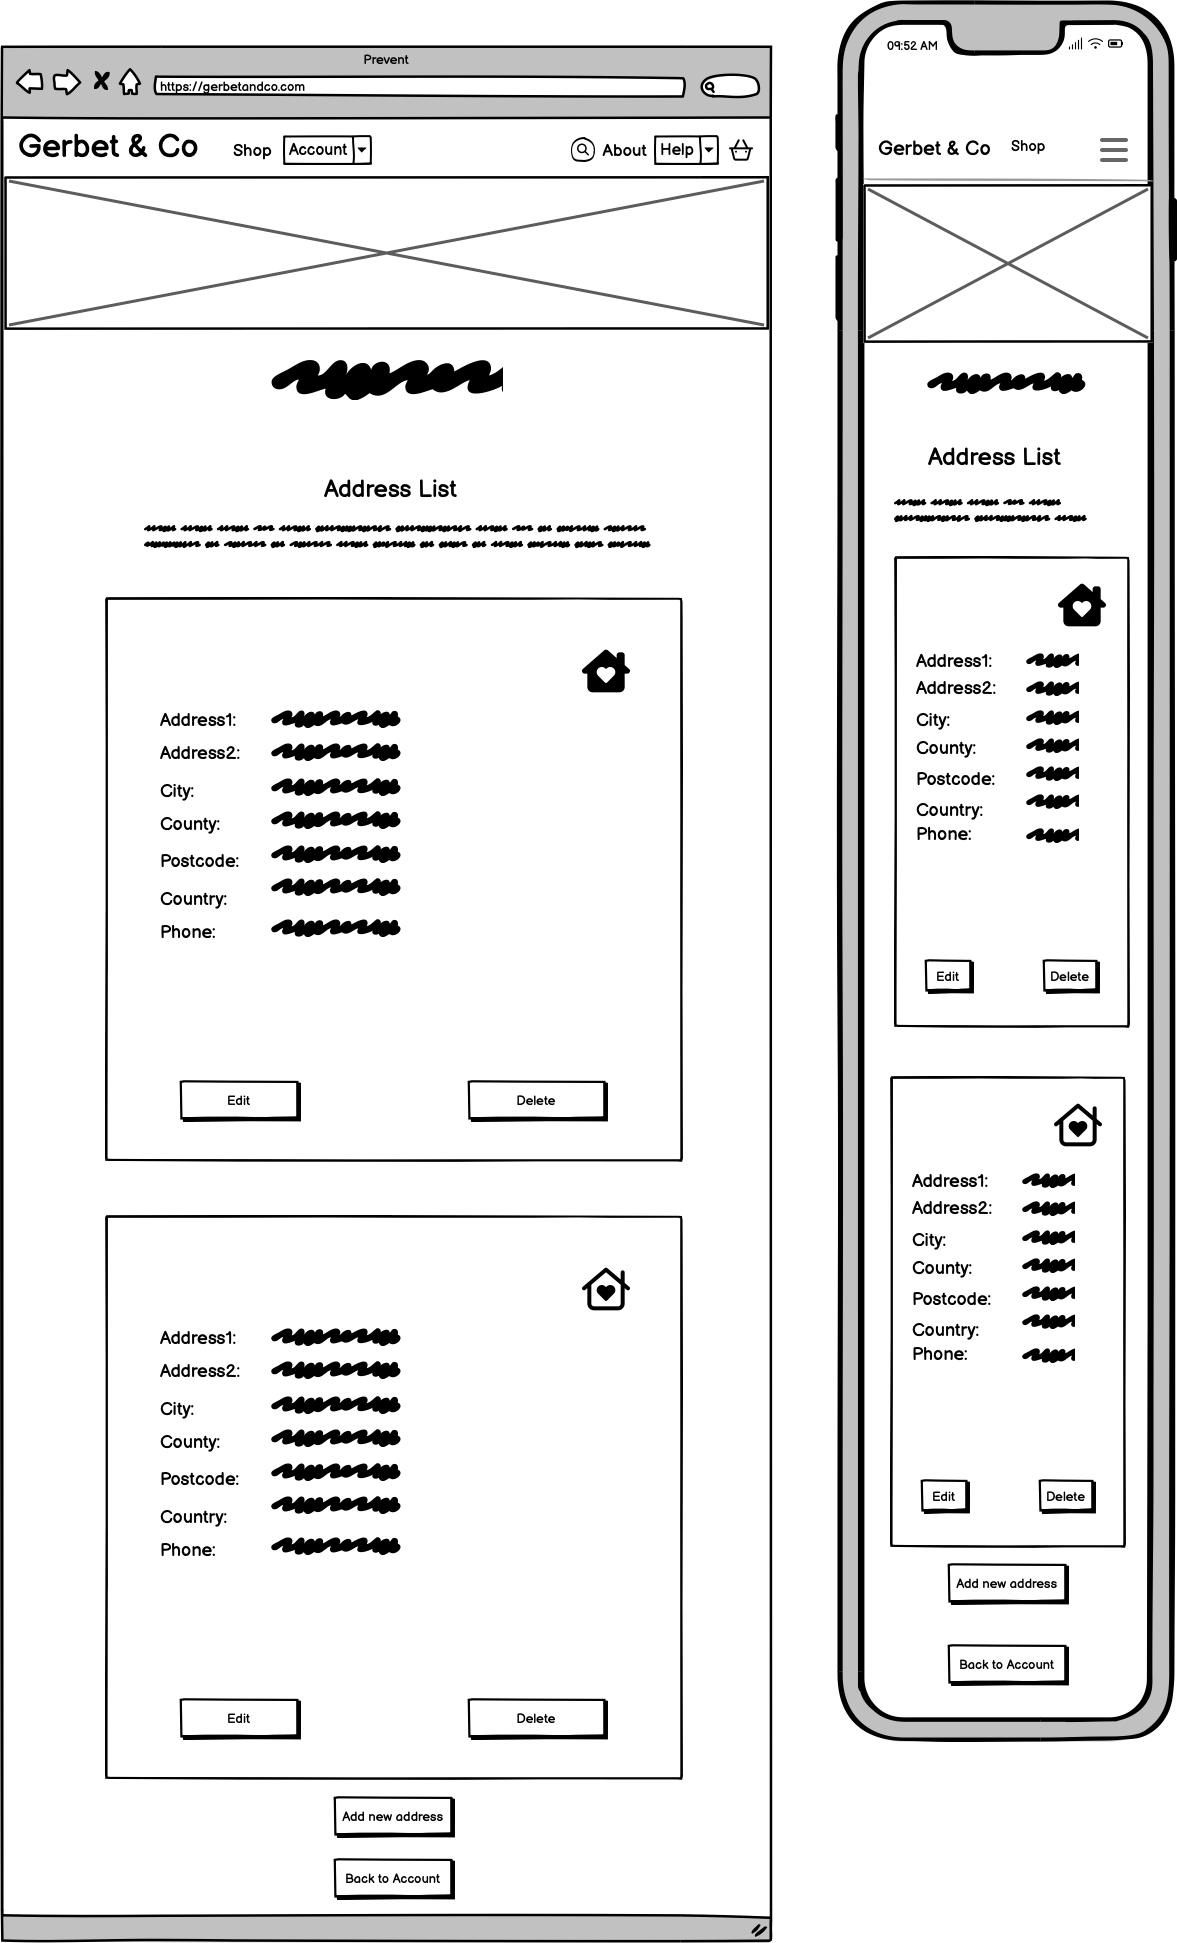 Prevent
https://gerbetandco.com
Gerbet & Co Shop Account About Help
Address List
Address1:
Address2:
City:
County:
Postcode:
Country:
Phone:
Edit Delete
Address1:
Address2:
City:
County:
Postcode:
Country:
Phone:
Edit Delete
Add new address
Back to Account
09:52 AM
Gerbet & Co Shop
Address List
Address1:
Address2:
City:
County:
Postcode:
Country:
Phone:
Edit Delete
Address1:
Address2:
City:
County:
Postcode:
Country:
Phone:
Edit Delete
Add new address
Back to Account